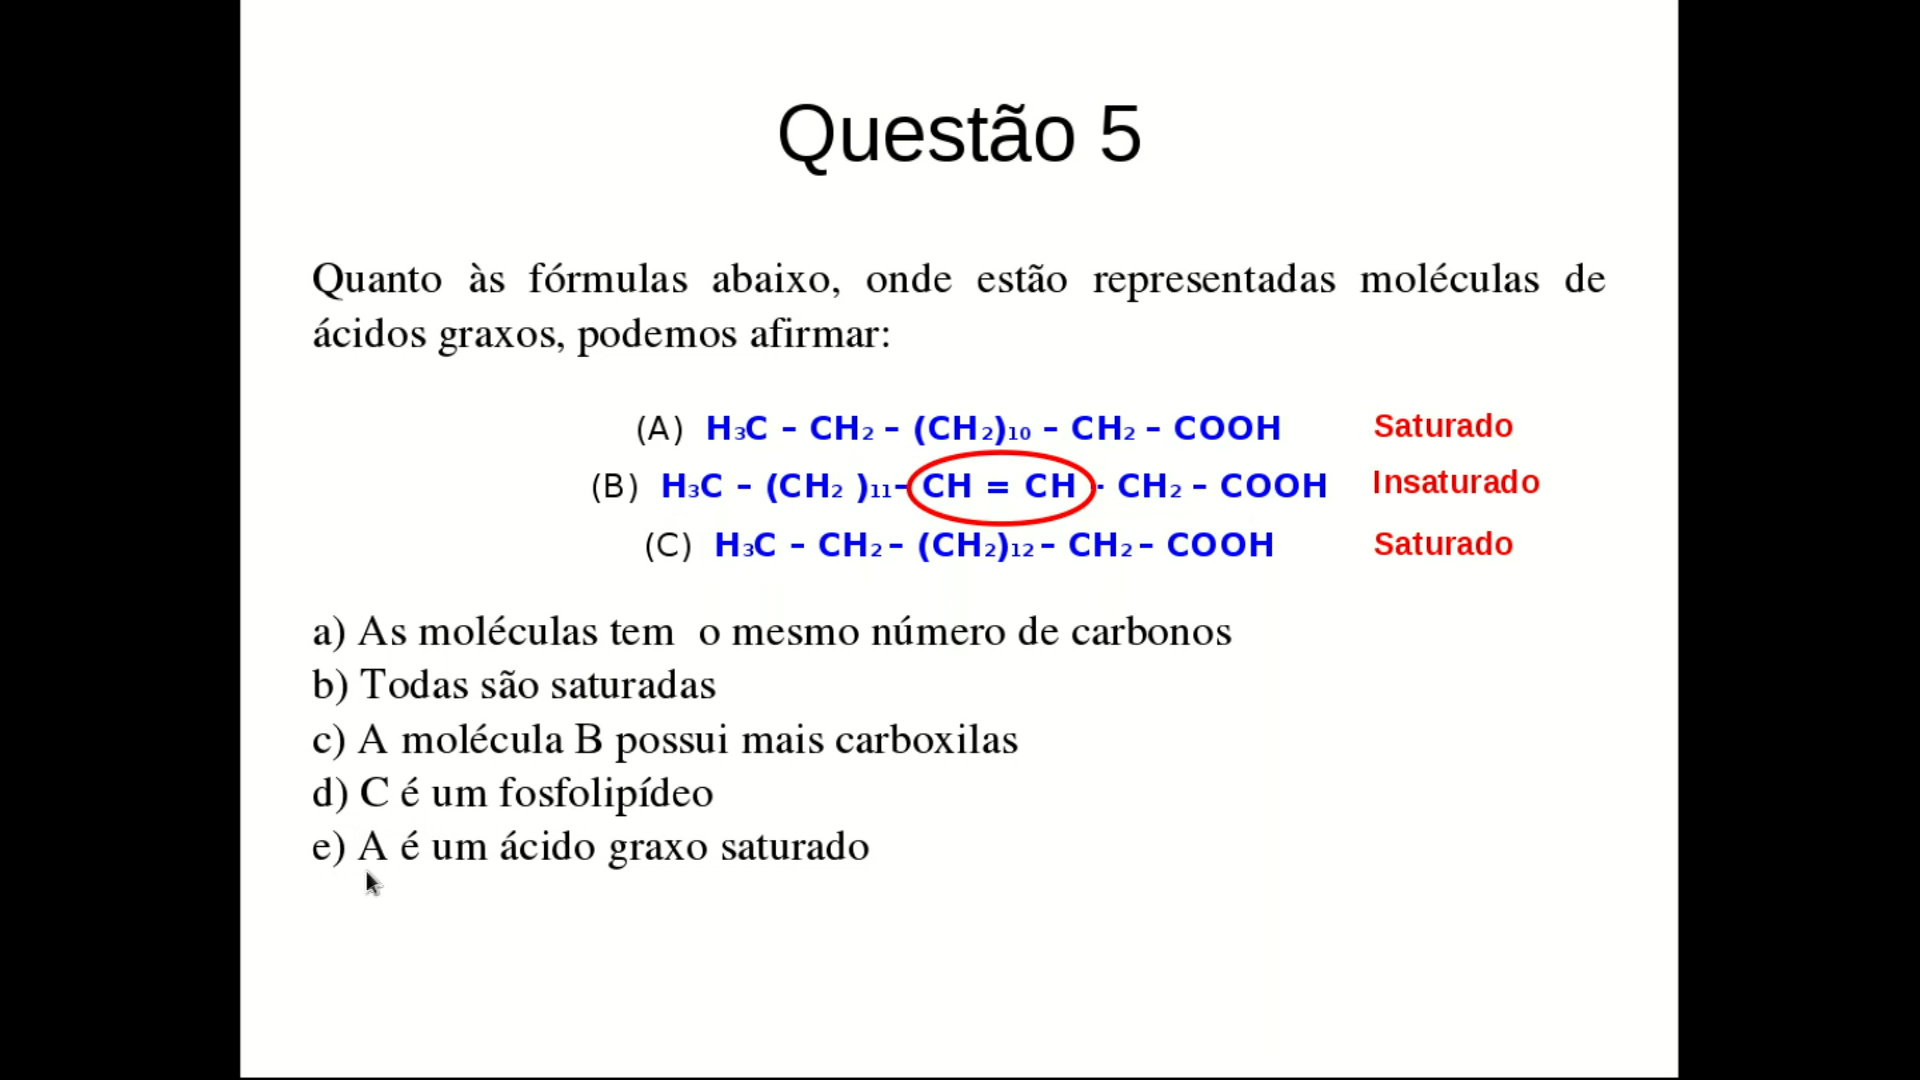 Questão 5
Quanto às fórmulas abaixo, onde estão representadas moléculas de
ácidos graxos, podemos afirmar:
(A) H₃C – CH₂ – (CH₂)₁₀ – CH₂ – COOH Saturado
(B) H₃C – (CH₂ )₁₁– CH = CH - CH₂ – COOH Insaturado
(C) H₃C – CH₂ – (CH₂)₁₂ – CH₂ – COOH Saturado
a) As moléculas tem o mesmo número de carbonos
b) Todas são saturadas
c) A molécula B possui mais carboxilas
d) C é um fosfolipídeo
e) A é um ácido graxo saturado